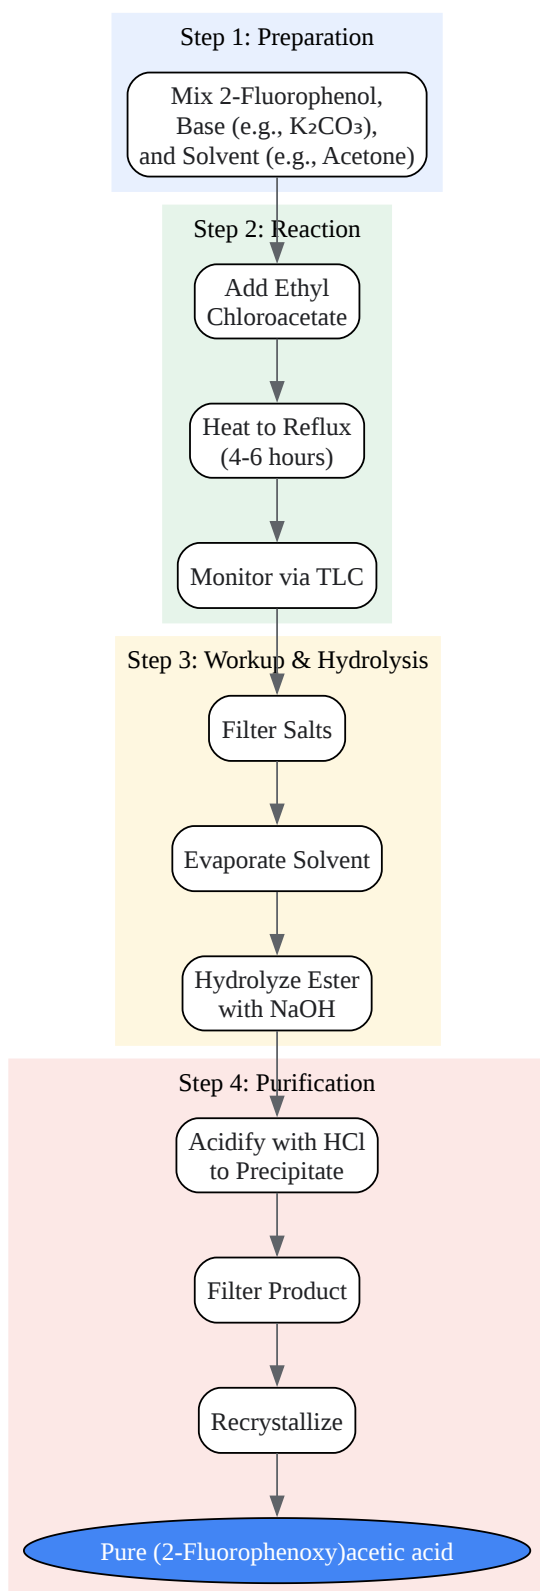 Step 1: Preparation
Mix 2-Fluorophenol,
Base (e.g., K₂CO₃),
and Solvent (e.g., Acetone)
Step 2: Reaction
Add Ethyl
Chloroacetate
Heat to Reflux
(4-6 hours)
Monitor via TLC
Step 3: Workup & Hydrolysis
Filter Salts
Evaporate Solvent
Hydrolyze Ester
with NaOH
Step 4: Purification
Acidify with HCl
to Precipitate
Filter Product
Recrystallize
Pure (2-Fluorophenoxy)acetic acid